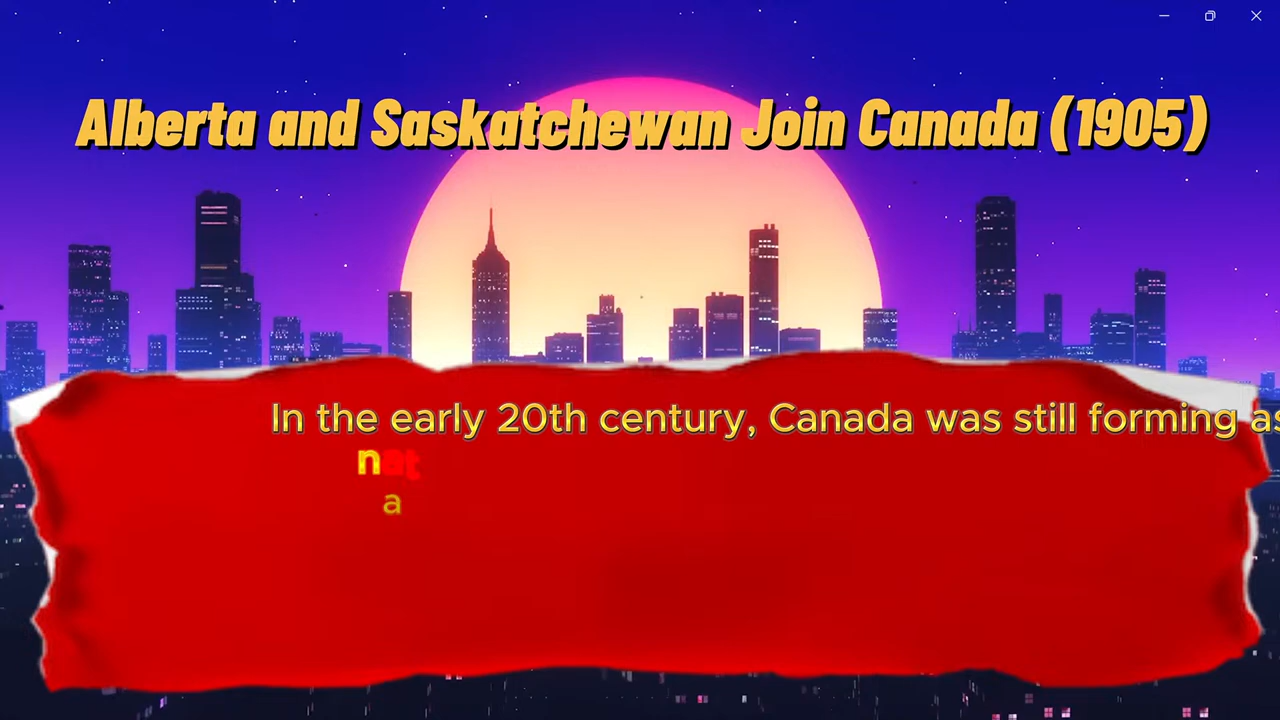 Alberta and Saskatchewan Join Canada (1905)
In the early 20th century, Canada was still forming as
a